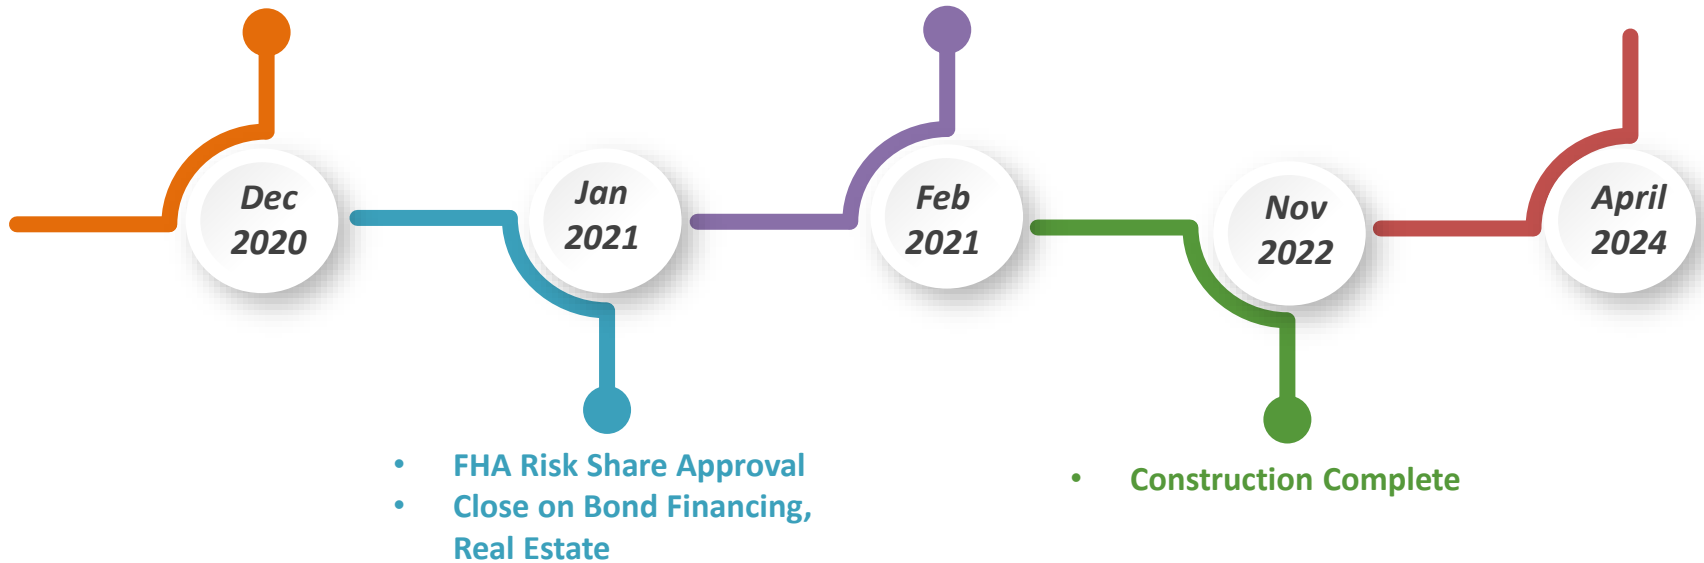 Dec
2020
Jan
2021
Feb
2021
Nov
2022
April
2024
• FHA Risk Share Approval
• Close on Bond Financing,
Real Estate
• Construction Complete